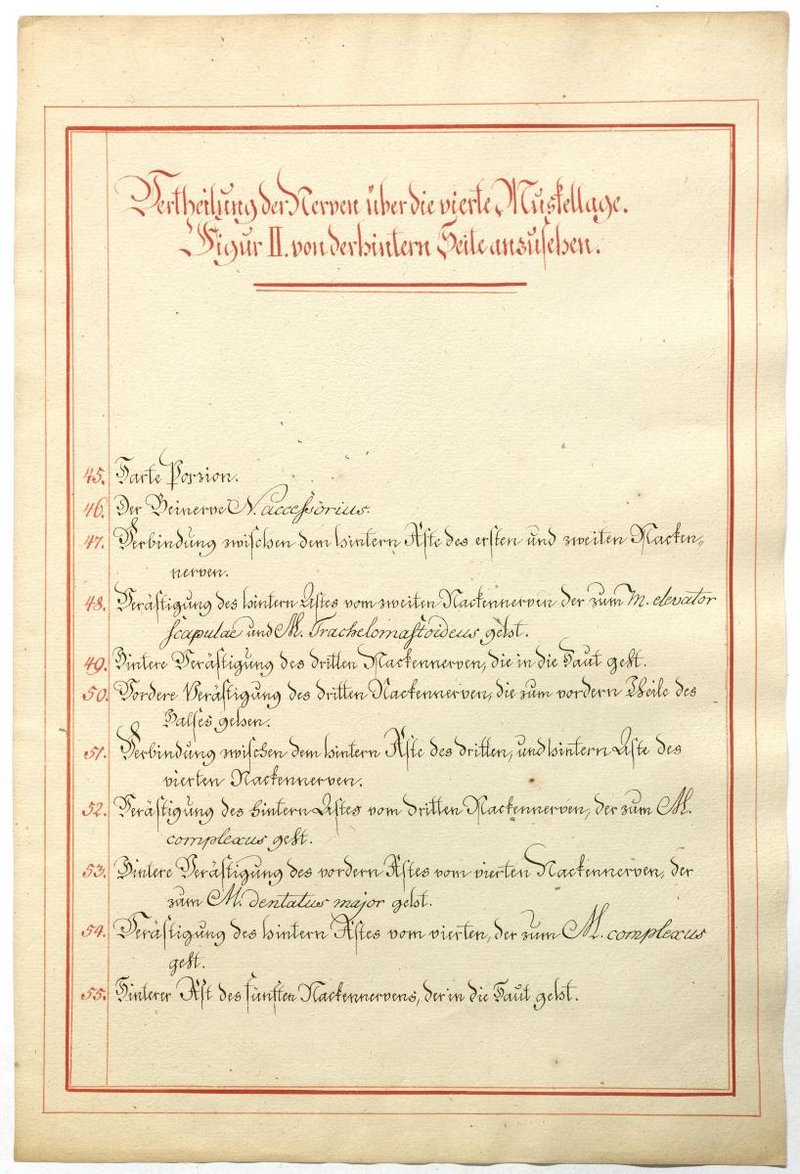 Vertheilung der Nerven über die vierte Muskellage.
Figur II. von der hintern Seite anzusehen.
45. Harte Porzion.
46. Der Beinerve N. accessorius.
47. Verbindung zwischen dem hintern Äste des ersten und zweiten Nacken„
nerven.
48. Verästigung des hintern Astes vom zweiten Nackennerven der zum M. elevator
scapulae und M. Trachelomastoideus geht.
49. Hintere Verästigung des dritten Nackennerven, die in die Haut geht.
50. Vordere Verästigung des dritten Nackennerven, die zum vordern Theile des
Halses gehen.
51. Verbindung zwischen dem hintern Äste des dritten, und hintern Aste des
vierten Nackennerven.
52. Verästigung des hintern Astes vom dritten Nackennerven, der zum M.
complexus geht.
53. Hintere Verästigung des vordern Ästes vom vierten Nackennerven, der
zum M. dentatus major geht.
54. Verästigung des hintern Ästes vom vierten, der zum M. complexus
geht.
55. Hinterer Ast des fünften Nackennervens, der in die Haut geht.